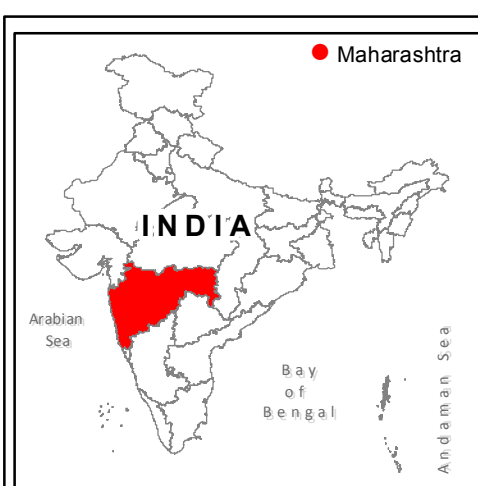 Maharashtra
INDIA
Arabian
Sea
Bay
of
Bengal
Andaman Sea